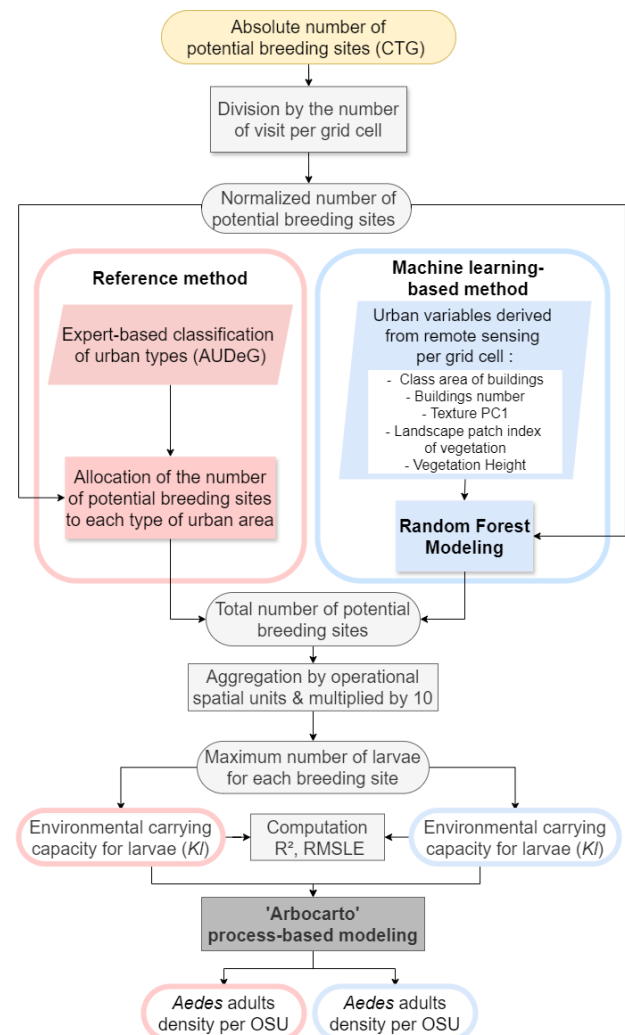 Absolute number of
potential breeding sites (CTG)
Division by the number
of visit per grid cell
Normalized number of
potential breeding sites
Reference method
Expert-based classification
of urban types (AUDeG)
Allocation of the number
of potential breeding sites
to each type of urban area
Machine learning-
based method
Urban variables derived
from remote sensing
per grid cell :
- Class area of buildings
- Buildings number
- Texture PC1
- Landscape patch index
of vegetation
- Vegetation Height
Random Forest
Modeling
Total number of potential
breeding sites
Aggregation by operational
spatial units & multiplied by 10
Maximum number of larvae
for each breeding site
Environmental carrying
capacity for larvae (Kl)
Computation
R², RMSLE
Environmental carrying
capacity for larvae (Kl)
'Arbocarto'
process-based modeling
Aedes adults
density per OSU
Aedes adults
density per OSU